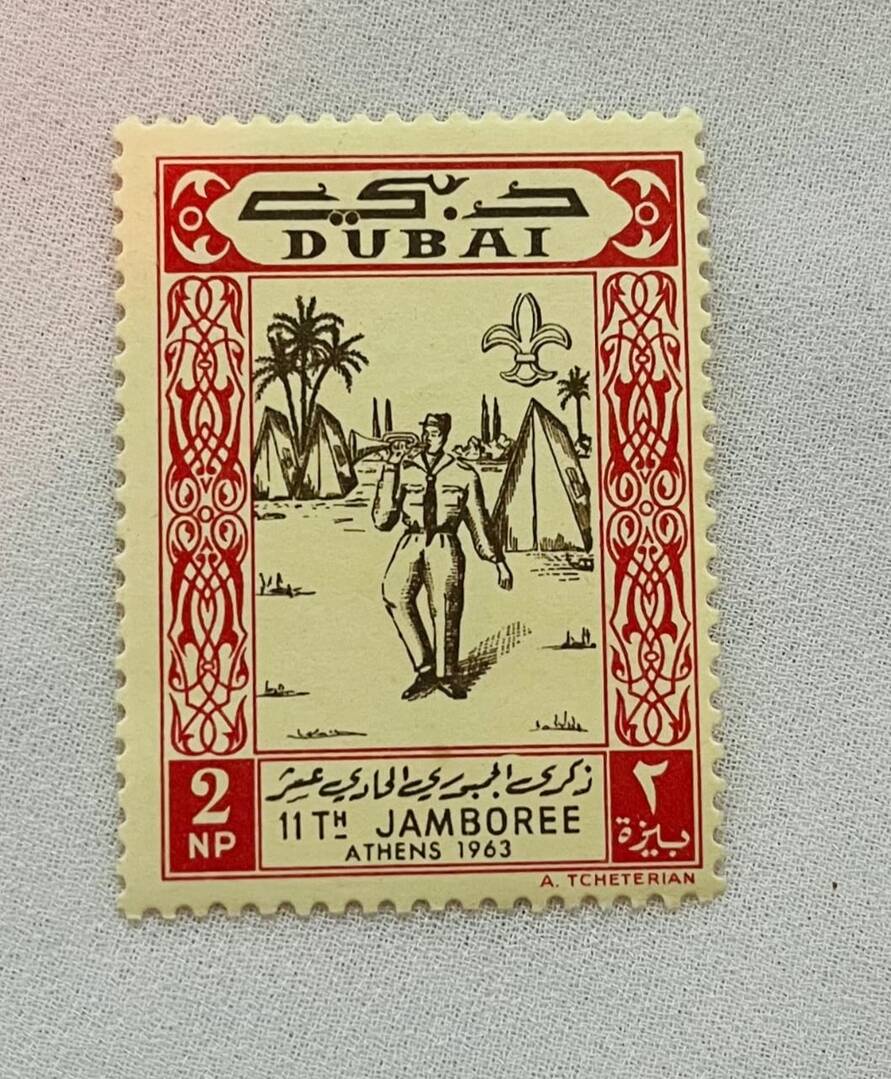 دبي
DUBAI
2
NP
ذكرى الجمبوري الحادي عشر
11TH JAMBOREE
ATHENS 1963
٢
بيزة
A. TCHETERIAN